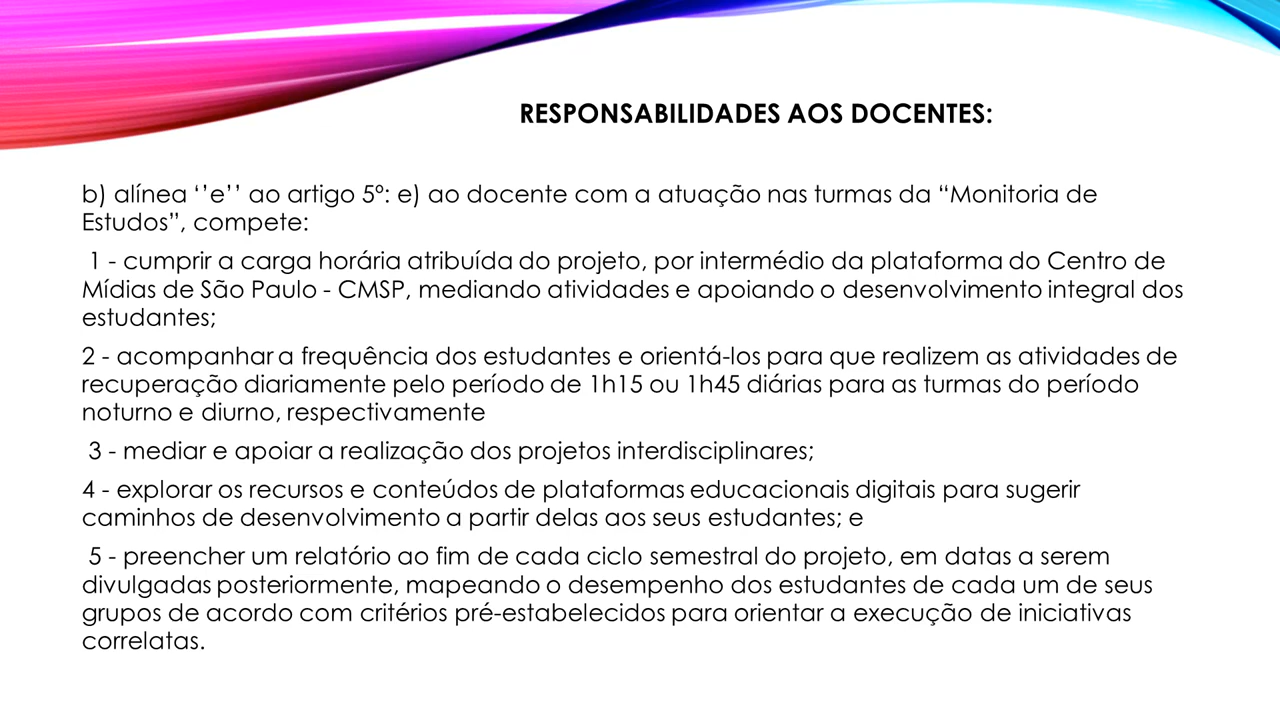 RESPONSABILIDADES AOS DOCENTES:
b) alínea ‘’e’’ ao artigo 5º: e) ao docente com a atuação nas turmas da “Monitoria de
Estudos”, compete:
1 - cumprir a carga horária atribuída do projeto, por intermédio da plataforma do Centro de
Mídias de São Paulo - CMSP, mediando atividades e apoiando o desenvolvimento integral dos
estudantes;
2 - acompanhar a frequência dos estudantes e orientá-los para que realizem as atividades de
recuperação diariamente pelo período de 1h15 ou 1h45 diárias para as turmas do período
noturno e diurno, respectivamente
3 - mediar e apoiar a realização dos projetos interdisciplinares;
4 - explorar os recursos e conteúdos de plataformas educacionais digitais para sugerir
caminhos de desenvolvimento a partir delas aos seus estudantes; e
5 - preencher um relatório ao fim de cada ciclo semestral do projeto, em datas a serem
divulgadas posteriormente, mapeando o desempenho dos estudantes de cada um de seus
grupos de acordo com critérios pré-estabelecidos para orientar a execução de iniciativas
correlatas.